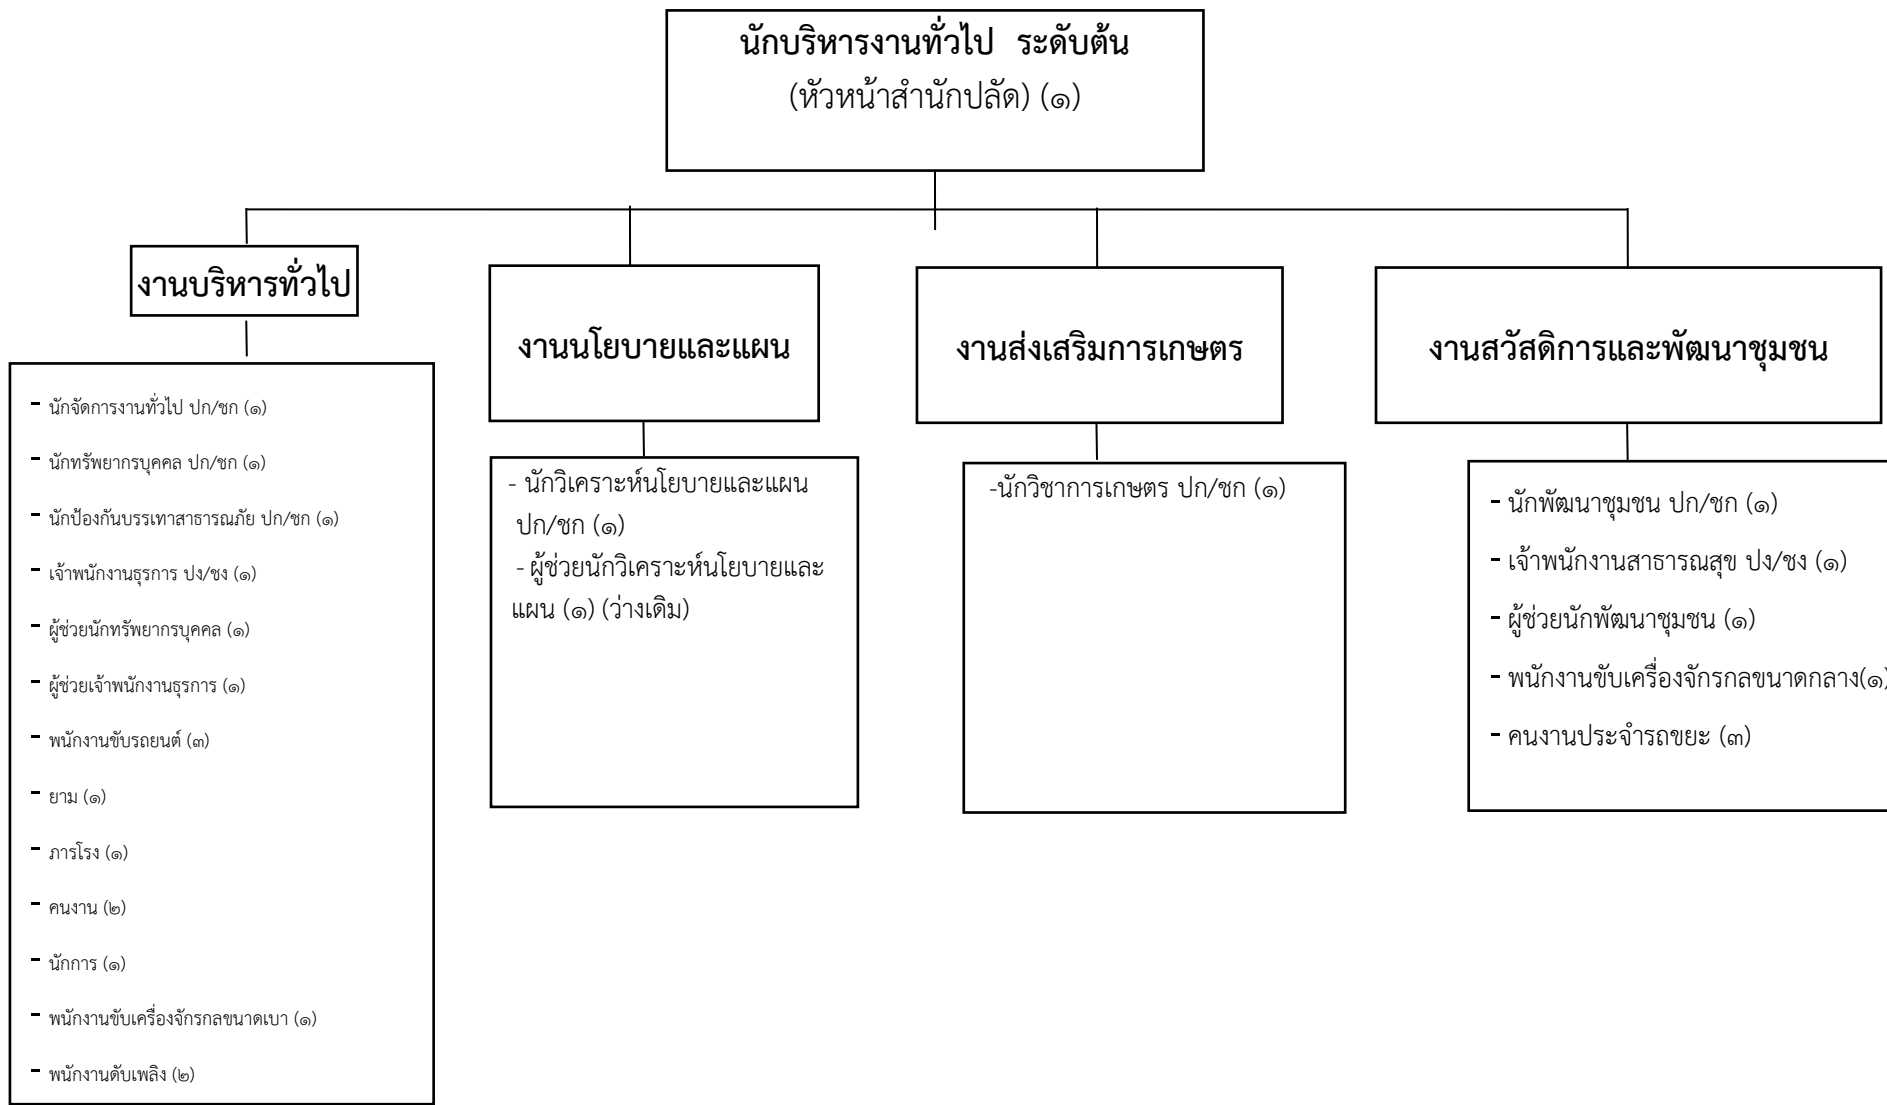 นักบริหารงานทั่วไป ระดับต้น
(หัวหน้าสำนักปลัด) (๑)
งานบริหารทั่วไป
- นักจัดการงานทั่วไป ปก/ชก (๑)
- นักทรัพยากรบุคคล ปก/ชก (๑)
- นักป้องกันบรรเทาสาธารณภัย ปก/ชก (๑)
- เจ้าพนักงานธุรการ ปง/ชง (๑)
- ผู้ช่วยนักทรัพยากรบุคคล (๑)
- ผู้ช่วยเจ้าพนักงานธุรการ (๑)
- พนักงานขับรถยนต์ (๓)
- ยาม (๑)
- ภารโรง (๑)
- คนงาน (๒)
- นักการ (๑)
- พนักงานขับเครื่องจักรกลขนาดเบา (๑)
- พนักงานดับเพลิง (๒)
งานนโยบายและแผน
- นักวิเคราะห์นโยบายและแผน
ปก/ชก (๑)
- ผู้ช่วยนักวิเคราะห์นโยบายและ
แผน (๑) (ว่างเดิม)
งานส่งเสริมการเกษตร
-นักวิชาการเกษตร ปก/ชก (๑)
งานสวัสดิการและพัฒนาชุมชน
- นักพัฒนาชุมชน ปก/ชก (๑)
- เจ้าพนักงานสาธารณสุข ปง/ชง (๑)
- ผู้ช่วยนักพัฒนาชุมชน (๑)
- พนักงานขับเครื่องจักรกลขนาดกลาง(๑)
- คนงานประจำรถขยะ (๓)